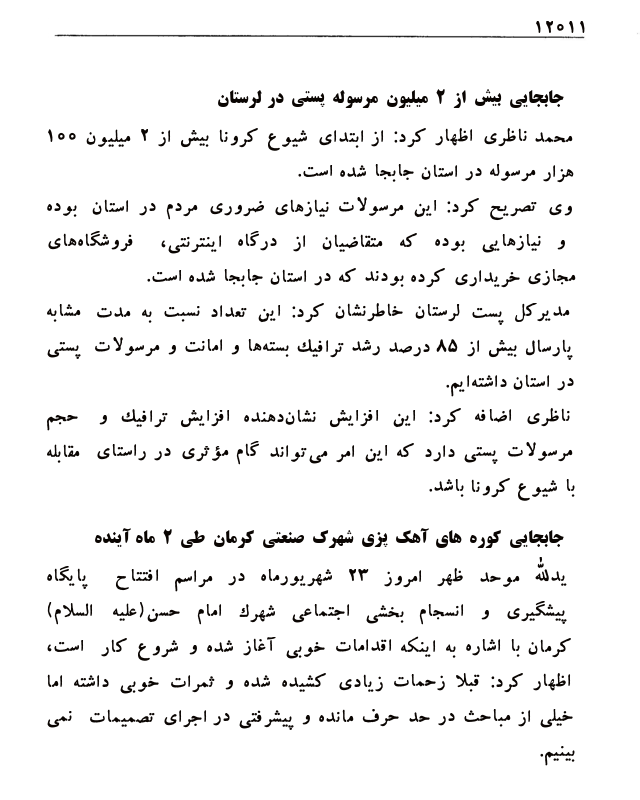 ۱۲۰۱۱
جابجایی بیش از ۲ میلیون مرسوله پستی در لرستان
محمد ناظری اظهار کرد: از ابتدای شیوع کرونا بیش از ۲ میلیون ۱۰۰
هزار مرسوله در استان جابجا شده است.
وی تصریح کرد: این مرسولات نیازهای ضروری مردم در استان بوده
و نیازهایی بوده که متقاضیان از درگاه اینترنتی، فروشگاه‌های
مجازی خریداری کرده بودند که در استان جابجا شده است.
مدیرکل پست لرستان خاطرنشان کرد: این تعداد نسبت به مدت مشابه
پارسال بیش از ۸۵ درصد رشد ترافیك بسته‌ها و امانت و مرسولات پستی
در استان داشته‌ایم.
ناظری اضافه کرد: این افزایش نشان‌دهنده افزایش ترافیك و حجم
مرسولات پستی دارد که این امر می‌تواند گام مؤثری در راستای مقابله
با شیوع کرونا باشد.
جابجایی کوره های آهک پزی شهرک صنعتی کرمان طی ۲ ماه آینده
یدلله موحد ظهر امروز ۲۳ شهریورماه در مراسم افتتاح پایگاه
پیشگیری و انسجام بخشی اجتماعی شهرك امام حسن(علیه السلام)
کرمان با اشاره به اینکه اقدامات خوبی آغاز شده و شروع کار است،
اظهار کرد: قبلا زحمات زیادی کشیده شده و ثمرات خوبی داشته اما
خیلی از مباحث در حد حرف مانده و پیشرفتی در اجرای تصمیمات نمی
بینیم.